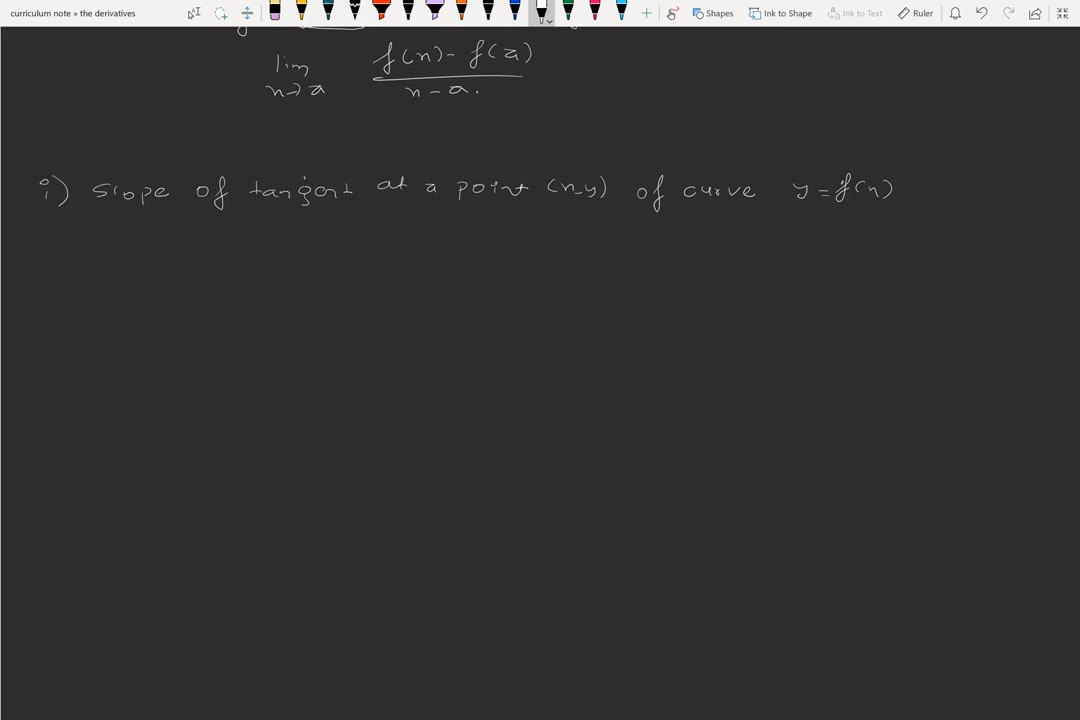 curriculum note » the derivatives
Shapes Ink to Shape Ink to Text Ruler
lim f(x) - f(a)
x→a x - a.
i) slope of tangent at a point (x,y) of curve y = f(x)